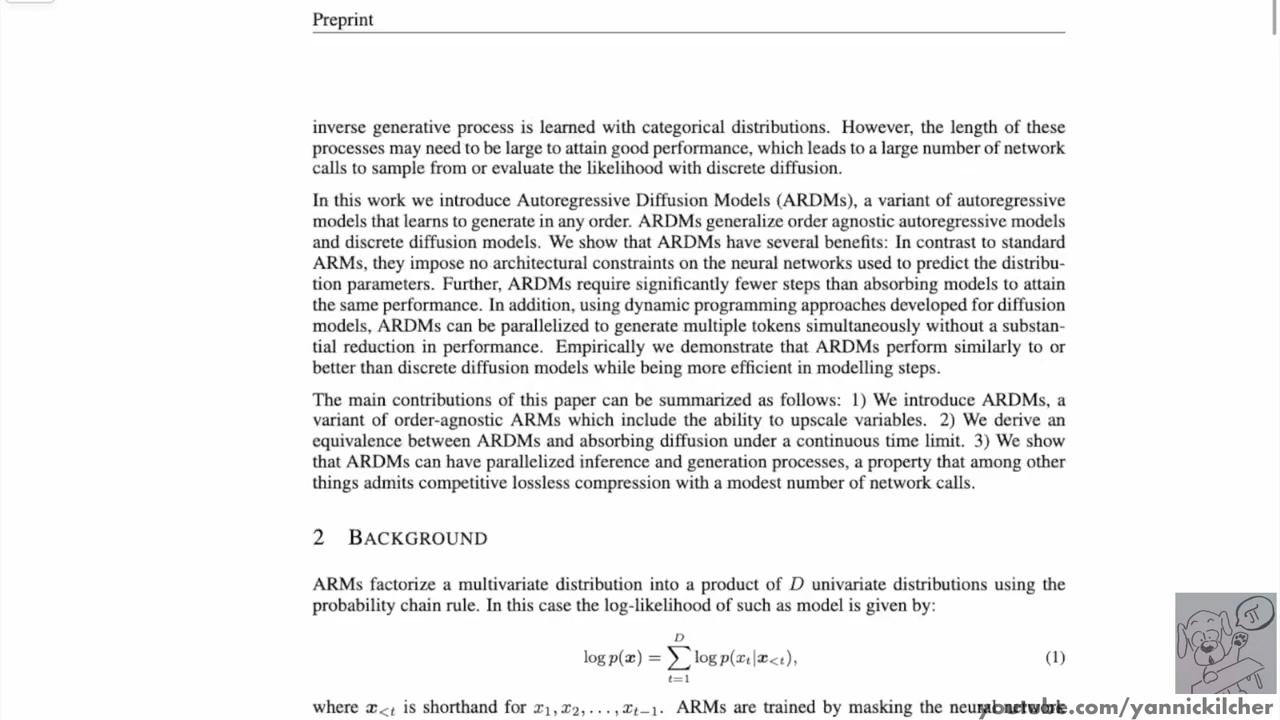 Preprint
inverse generative process is learned with categorical distributions. However, the length of these
processes may need to be large to attain good performance, which leads to a large number of network
calls to sample from or evaluate the likelihood with discrete diffusion.
In this work we introduce Autoregressive Diffusion Models (ARDMs), a variant of autoregressive
models that learns to generate in any order. ARDMs generalize order agnostic autoregressive models
and discrete diffusion models. We show that ARDMs have several benefits: In contrast to standard
ARMs, they impose no architectural constraints on the neural networks used to predict the distribu-
tion parameters. Further, ARDMs require significantly fewer steps than absorbing models to attain
the same performance. In addition, using dynamic programming approaches developed for diffusion
models, ARDMs can be parallelized to generate multiple tokens simultaneously without a substan-
tial reduction in performance. Empirically we demonstrate that ARDMs perform similarly to or
better than discrete diffusion models while being more efficient in modelling steps.
The main contributions of this paper can be summarized as follows: 1) We introduce ARDMs, a
variant of order-agnostic ARMs which include the ability to upscale variables. 2) We derive an
equivalence between ARDMs and absorbing diffusion under a continuous time limit. 3) We show
that ARDMs can have parallelized inference and generation processes, a property that among other
things admits competitive lossless compression with a modest number of network calls.
2 BACKGROUND
ARMs factorize a multivariate distribution into a product of D univariate distributions using the
probability chain rule. In this case the log-likelihood of such as model is given by:
log p(x) = ∑_{t=1}^{D} log p(x_t|x_{<t}), (1)
where x_{<t} is shorthand for x_1, x_2, . . . , x_{t−1}. ARMs are trained by masking the neural network
π
youtube.com/yannickilcher